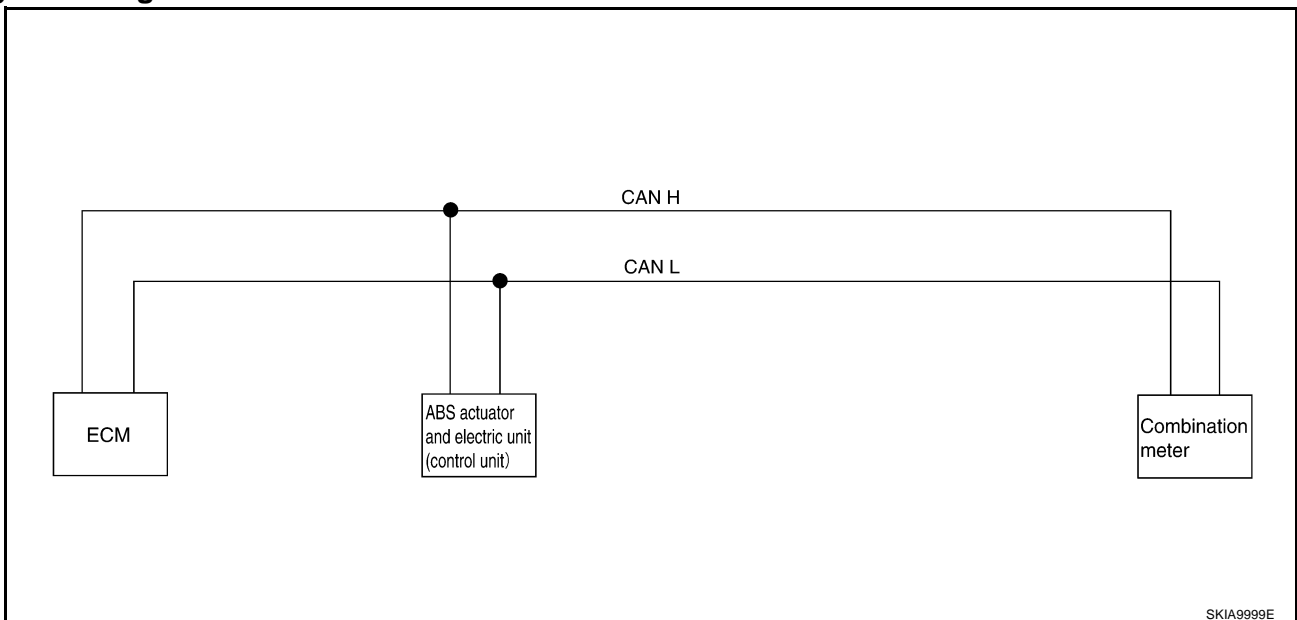 CAN H
CAN L
ECM
ABS actuator
and electric unit
(control unit)
Combination
meter
SKIA9999E